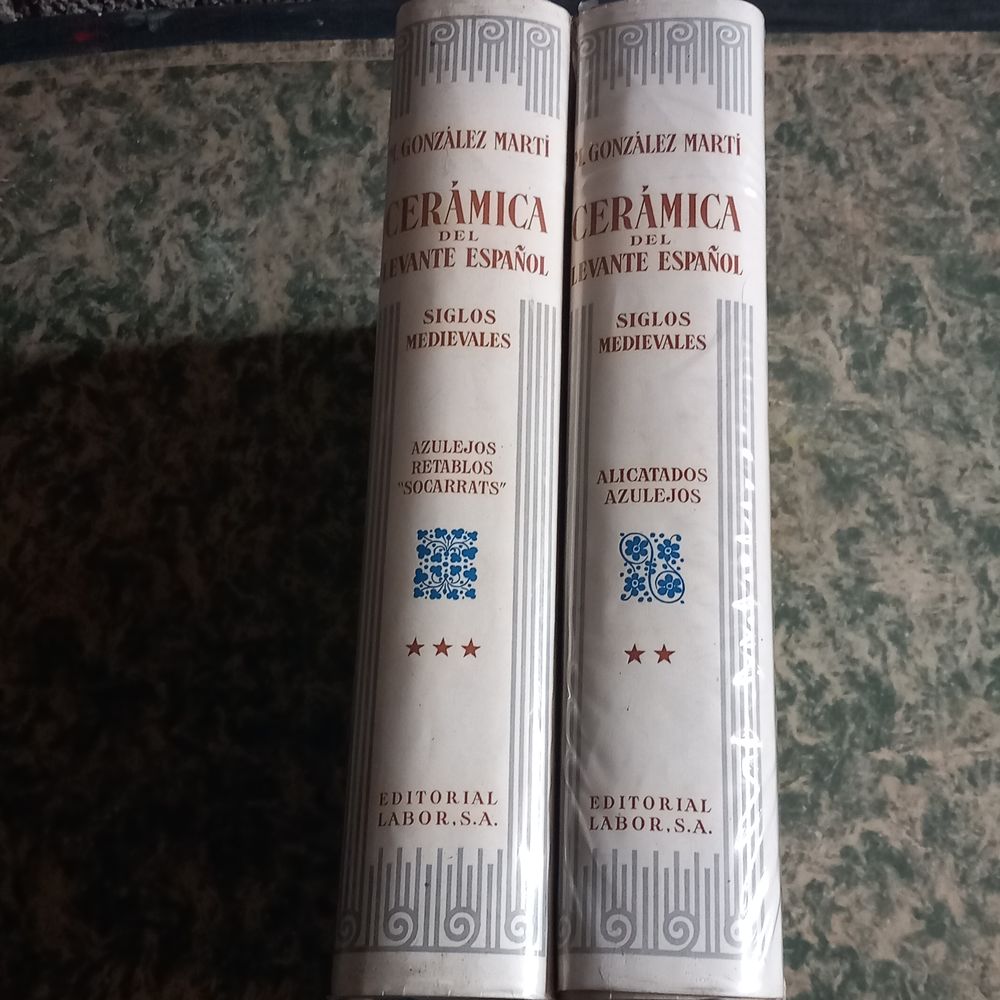 M. GONZÁLEZ MARTÍ
CERÁMICA
DEL
LEVANTE ESPAÑOL
SIGLOS
MEDIEVALES
AZULEJOS
RETABLOS
"SOCARRATS"
EDITORIAL
LABOR, S.A.
M. GONZÁLEZ MARTÍ
CERÁMICA
DEL
LEVANTE ESPAÑOL
SIGLOS
MEDIEVALES
ALICATADOS
AZULEJOS
EDITORIAL
LABOR, S.A.